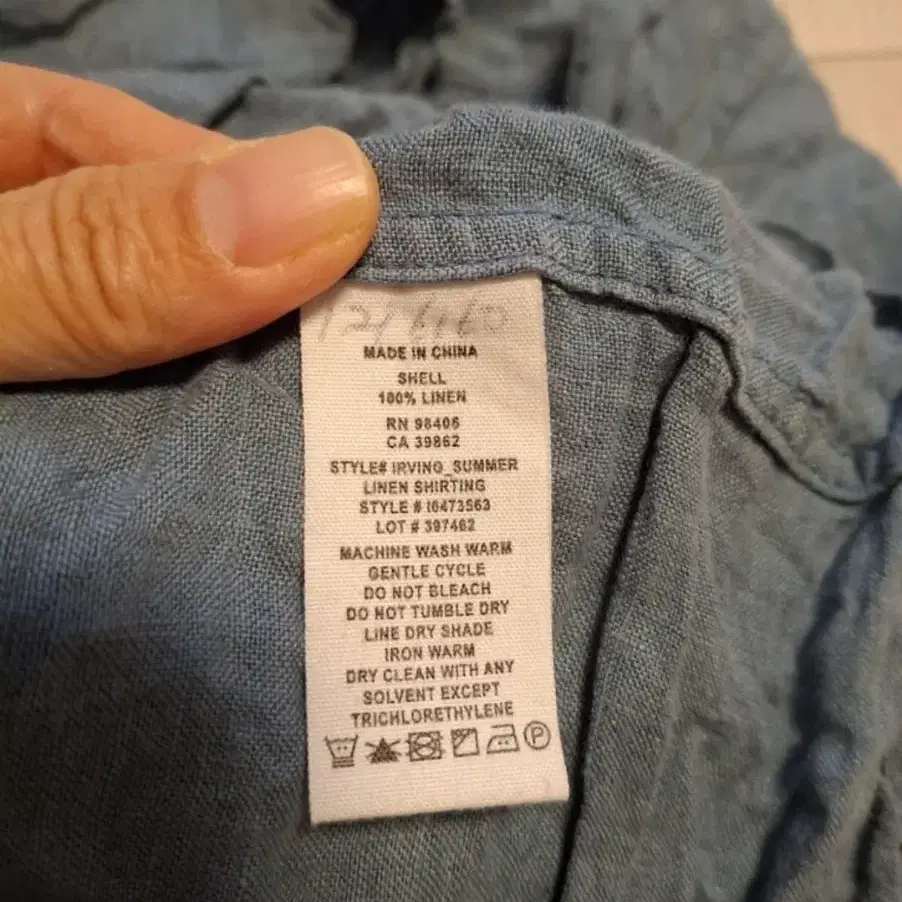 MADE IN CHINA
SHELL
100% LINEN
RN 98406
CA 39862
STYLE# IRVING_SUMMER
LINEN SHIRTING
STYLE # I0473563
LOT # 397462
MACHINE WASH WARM
GENTLE CYCLE
DO NOT BLEACH
DO NOT TUMBLE DRY
LINE DRY SHADE
IRON WARM
DRY CLEAN WITH ANY
SOLVENT EXCEPT
TRICHLORETHYLENE
P